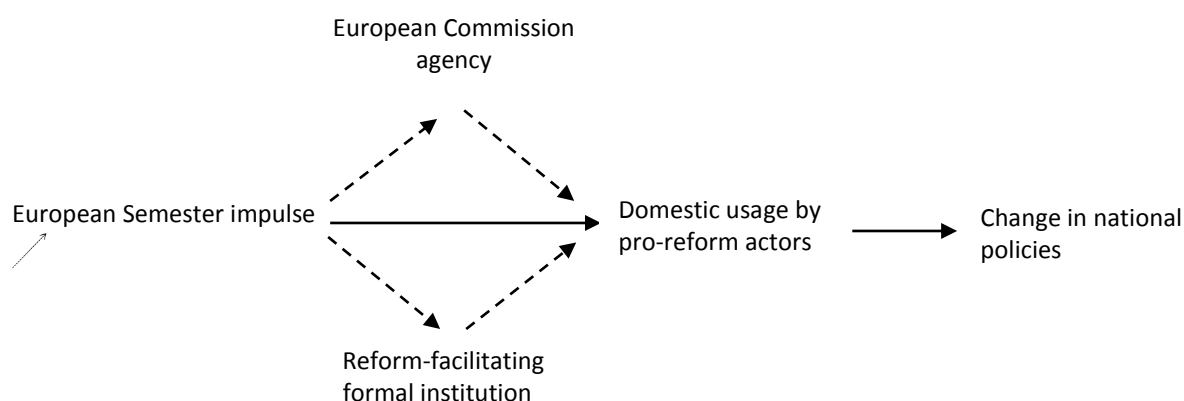 European Commission
agency
European Semester impulse
Domestic usage by
pro-reform actors
Change in national
policies
Reform-facilitating
formal institution